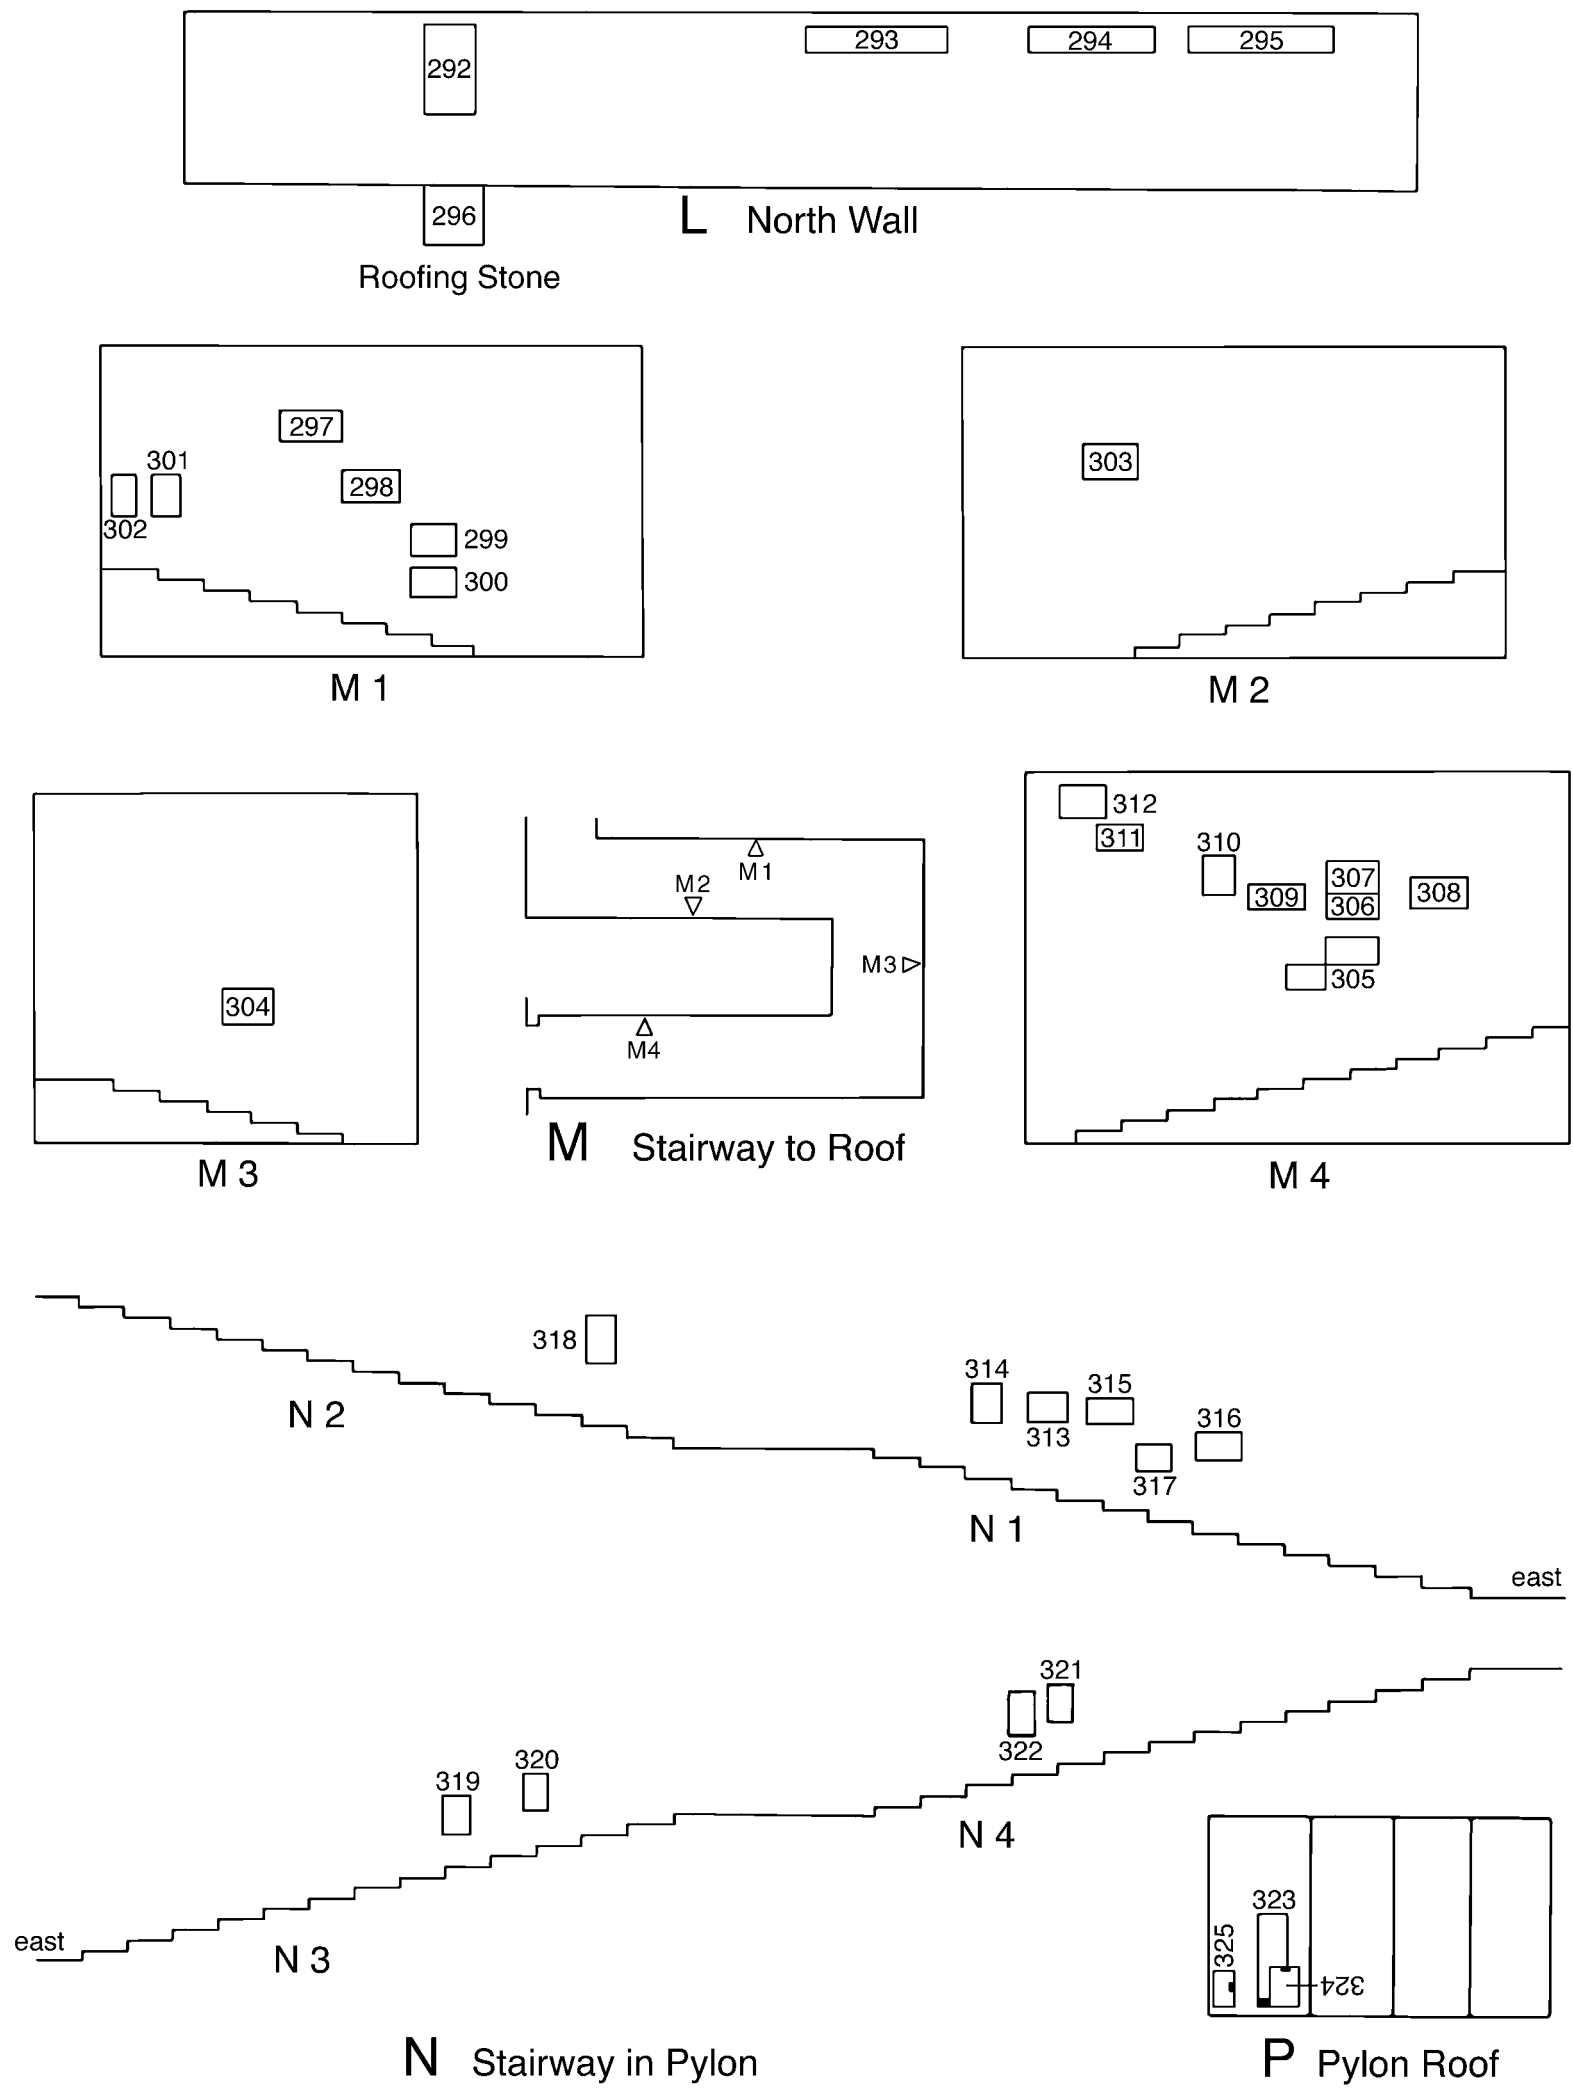 292
293
294
295
296
L North Wall
Roofing Stone
297
301
298
302
299
300
M 1
303
M 2
304
M 3
M1
M2
M3
M4
M Stairway to Roof
312
311
310
307
308
309
306
305
M 4
318
N 2
314
315
313
316
317
N 1
east
321
322
320
319
N 4
east
N 3
323
325
324
N Stairway in Pylon
P Pylon Roof